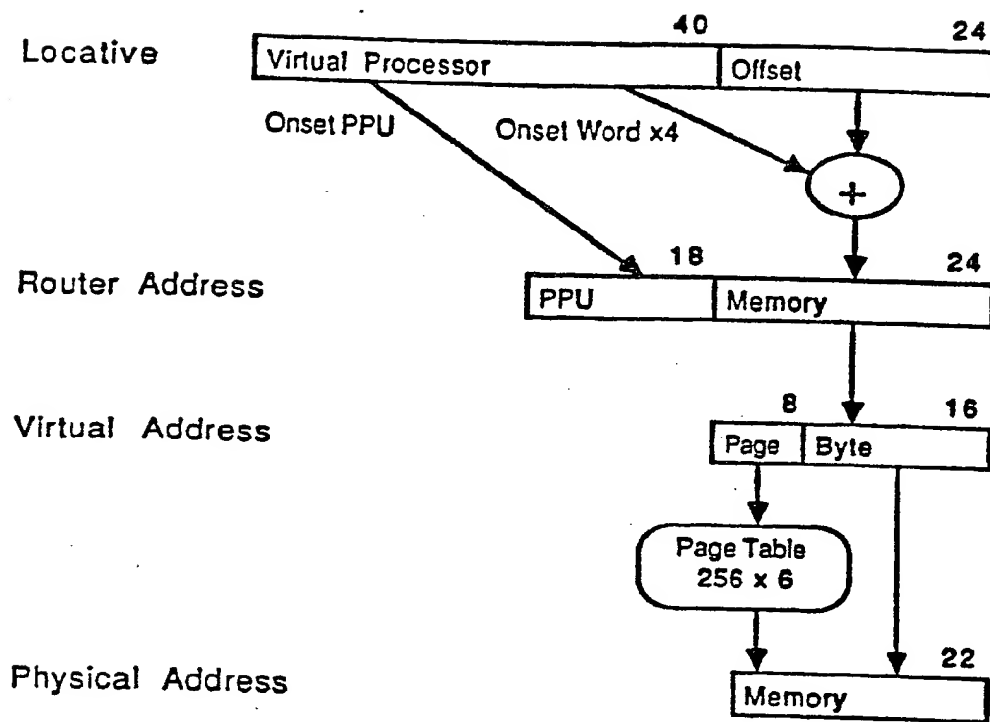 40 24
Locative Virtual Processor Offset
Onset PPU Onset Word x4
+
18 24
Router Address PPU Memory
8 16
Virtual Address Page Byte
Page Table
256 x 6
22
Physical Address Memory